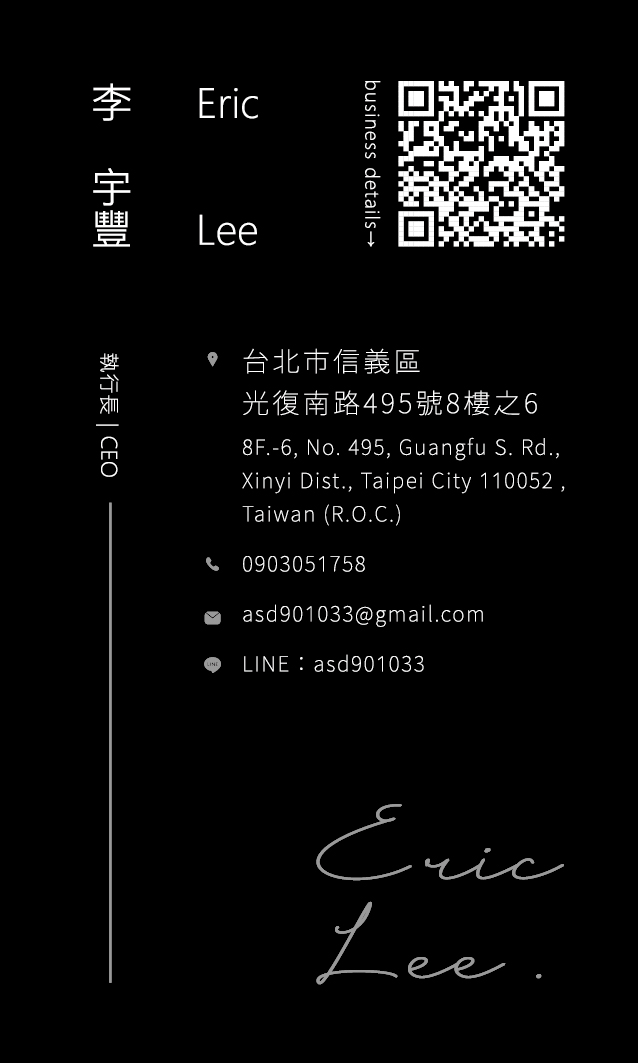 李宇豐
Eric
Lee
business details→
執行長 | CEO
台北市信義區
光復南路495號8樓之6
8F.-6, No. 495, Guangfu S. Rd.,
Xinyi Dist., Taipei City 110052 ,
Taiwan (R.O.C.)
0903051758
asd901033@gmail.com
LINE
LINE：asd901033
Eric
Lee .